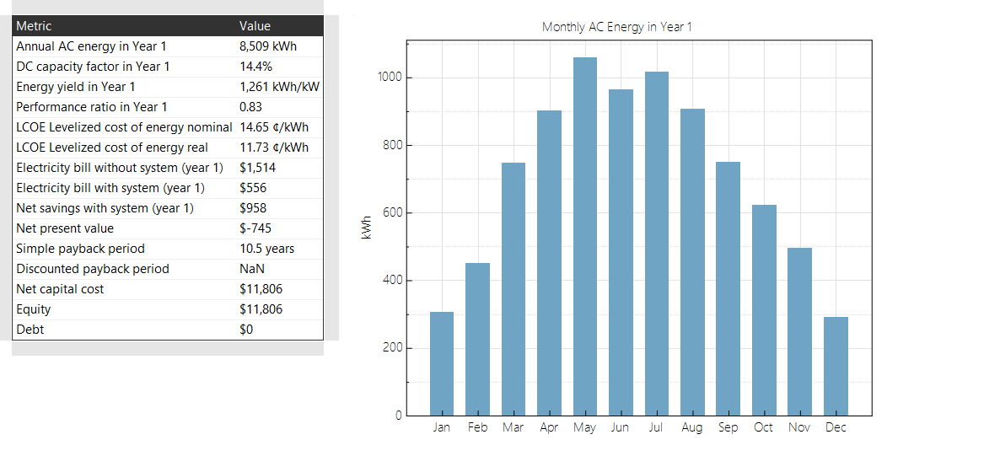 Metric Value
Annual AC energy in Year 1 8,509 kWh
DC capacity factor in Year 1 14.4%
Energy yield in Year 1 1,261 kWh/kW
Performance ratio in Year 1 0.83
LCOE Levelized cost of energy nominal 14.65 ¢/kWh
LCOE Levelized cost of energy real 11.73 ¢/kWh
Electricity bill without system (year 1) $1,514
Electricity bill with system (year 1) $556
Net savings with system (year 1) $958
Net present value $-745
Simple payback period 10.5 years
Discounted payback period NaN
Net capital cost $11,806
Equity $11,806
Debt $0
Monthly AC Energy in Year 1
kWh
1000
800
600
400
200
0
Jan Feb Mar Apr May Jun Jul Aug Sep Oct Nov Dec